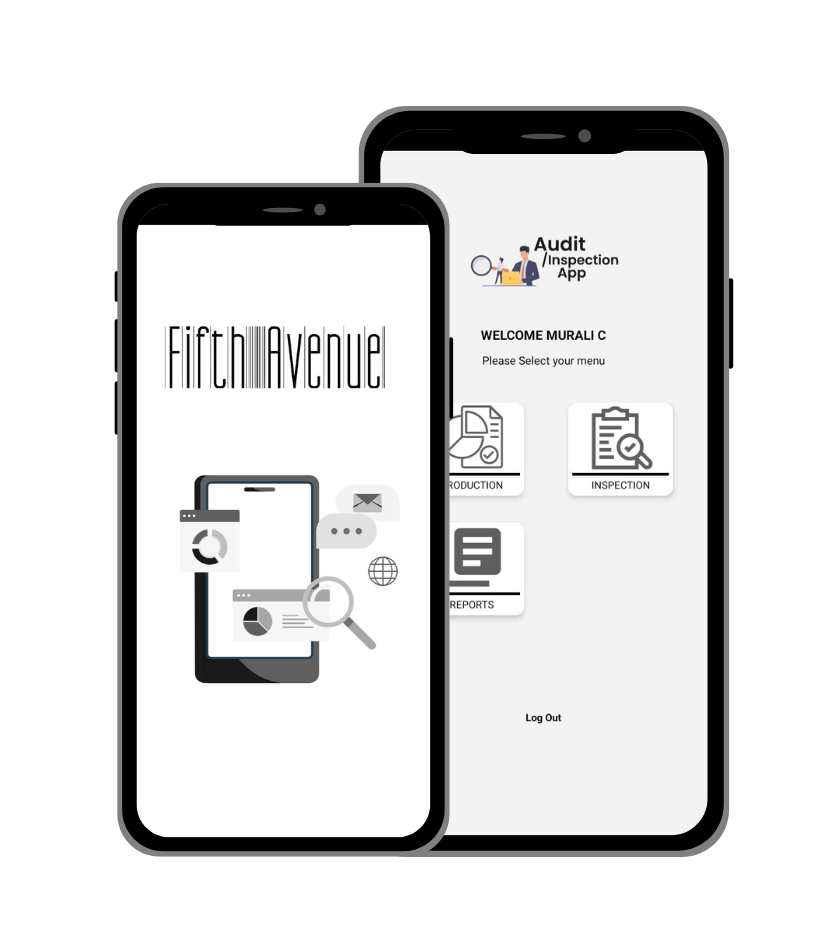 Fifth Avenue
Audit
/Inspection
App
WELCOME MURALI C
Please Select your menu
RODUCTION
INSPECTION
REPORTS
Log Out